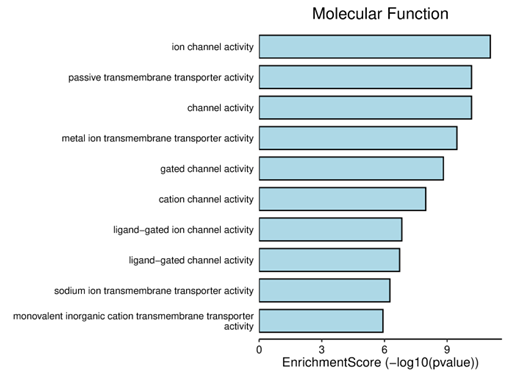 Molecular Function
ion channel activity
passive transmembrane transporter activity
channel activity
metal ion transmembrane transporter activity
gated channel activity
cation channel activity
ligand−gated ion channel activity
ligand−gated channel activity
sodium ion transmembrane transporter activity
monovalent inorganic cation transmembrane transporter
activity
0 3 6 9
EnrichmentScore (−log10(pvalue))